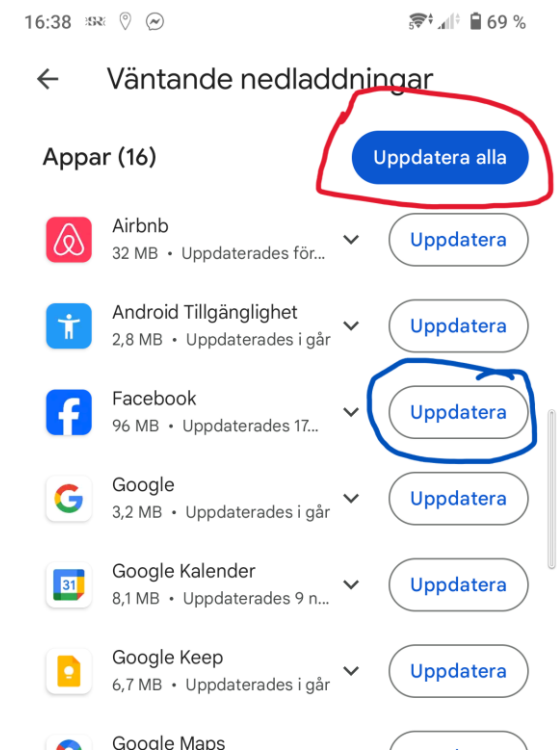 16:38 69 %
Väntande nedladdningar
Appar (16) Uppdatera alla
Airbnb
32 MB • Uppdaterades för... Uppdatera
Android Tillgänglighet
2,8 MB • Uppdaterades i går Uppdatera
Facebook
96 MB • Uppdaterades 17... Uppdatera
Google
3,2 MB • Uppdaterades i går Uppdatera
31
Google Kalender
8,1 MB • Uppdaterades 9 n... Uppdatera
Google Keep
6,7 MB • Uppdaterades i går Uppdatera
Google Maps